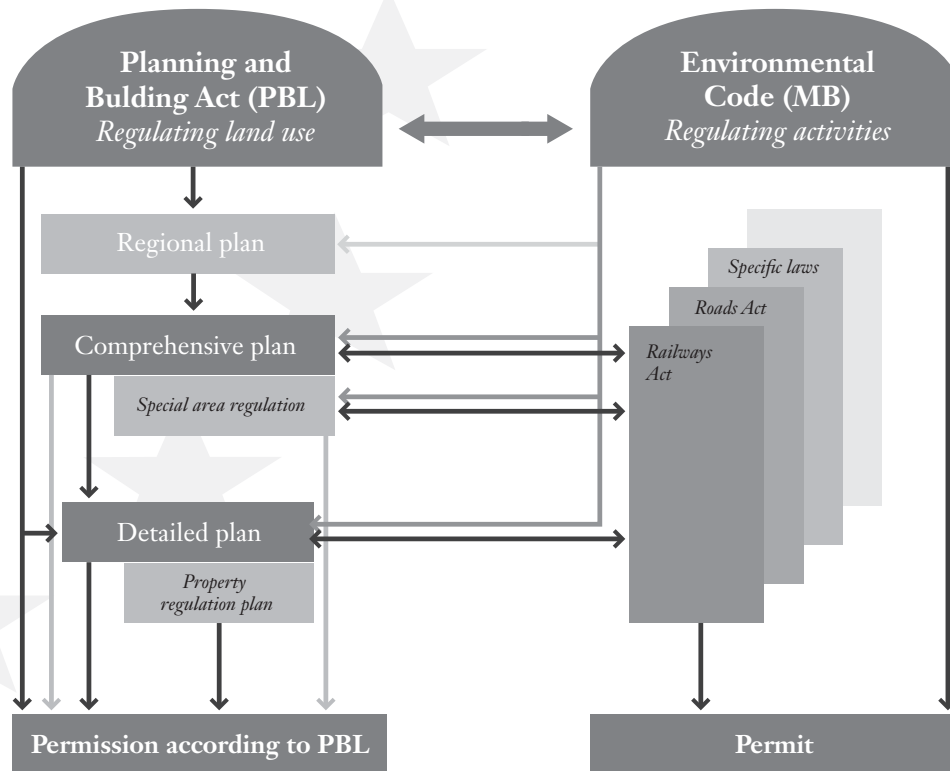 Planning and
Bulding Act (PBL)
Regulating land use
Environmental
Code (MB)
Regulating activities
Regional plan
Specific laws
Roads Act
Comprehensive plan
Railways
Act
Special area regulation
Detailed plan
Property
regulation plan
Permission according to PBL
Permit